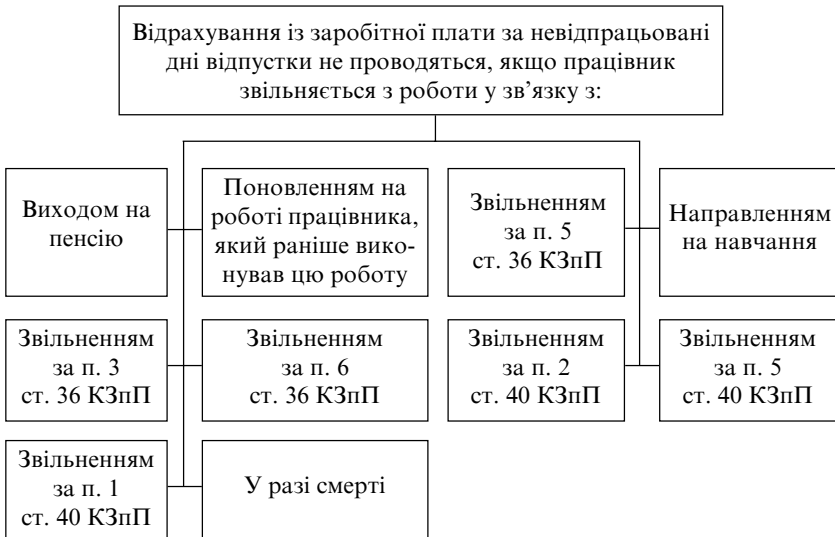 Відрахування із заробітної плати за невідпрацьовані
дні відпустки не проводяться, якщо працівник
звільняється з роботи у зв'язку з:
Виходом на
пенсію
Поновленням на
роботі працівника,
який раніше вико-
нував цю роботу
Звільненням
за п. 5
ст. 36 КЗпП
Направленням
на навчання
Звільненням
за п. 3
ст. 36 КЗпП
Звільненням
за п. 6
ст. 36 КЗпП
Звільненням
за п. 2
ст. 40 КЗпП
Звільненням
за п. 5
ст. 40 КЗпП
Звільненням
за п. 1
ст. 40 КЗпП
У разі смерті